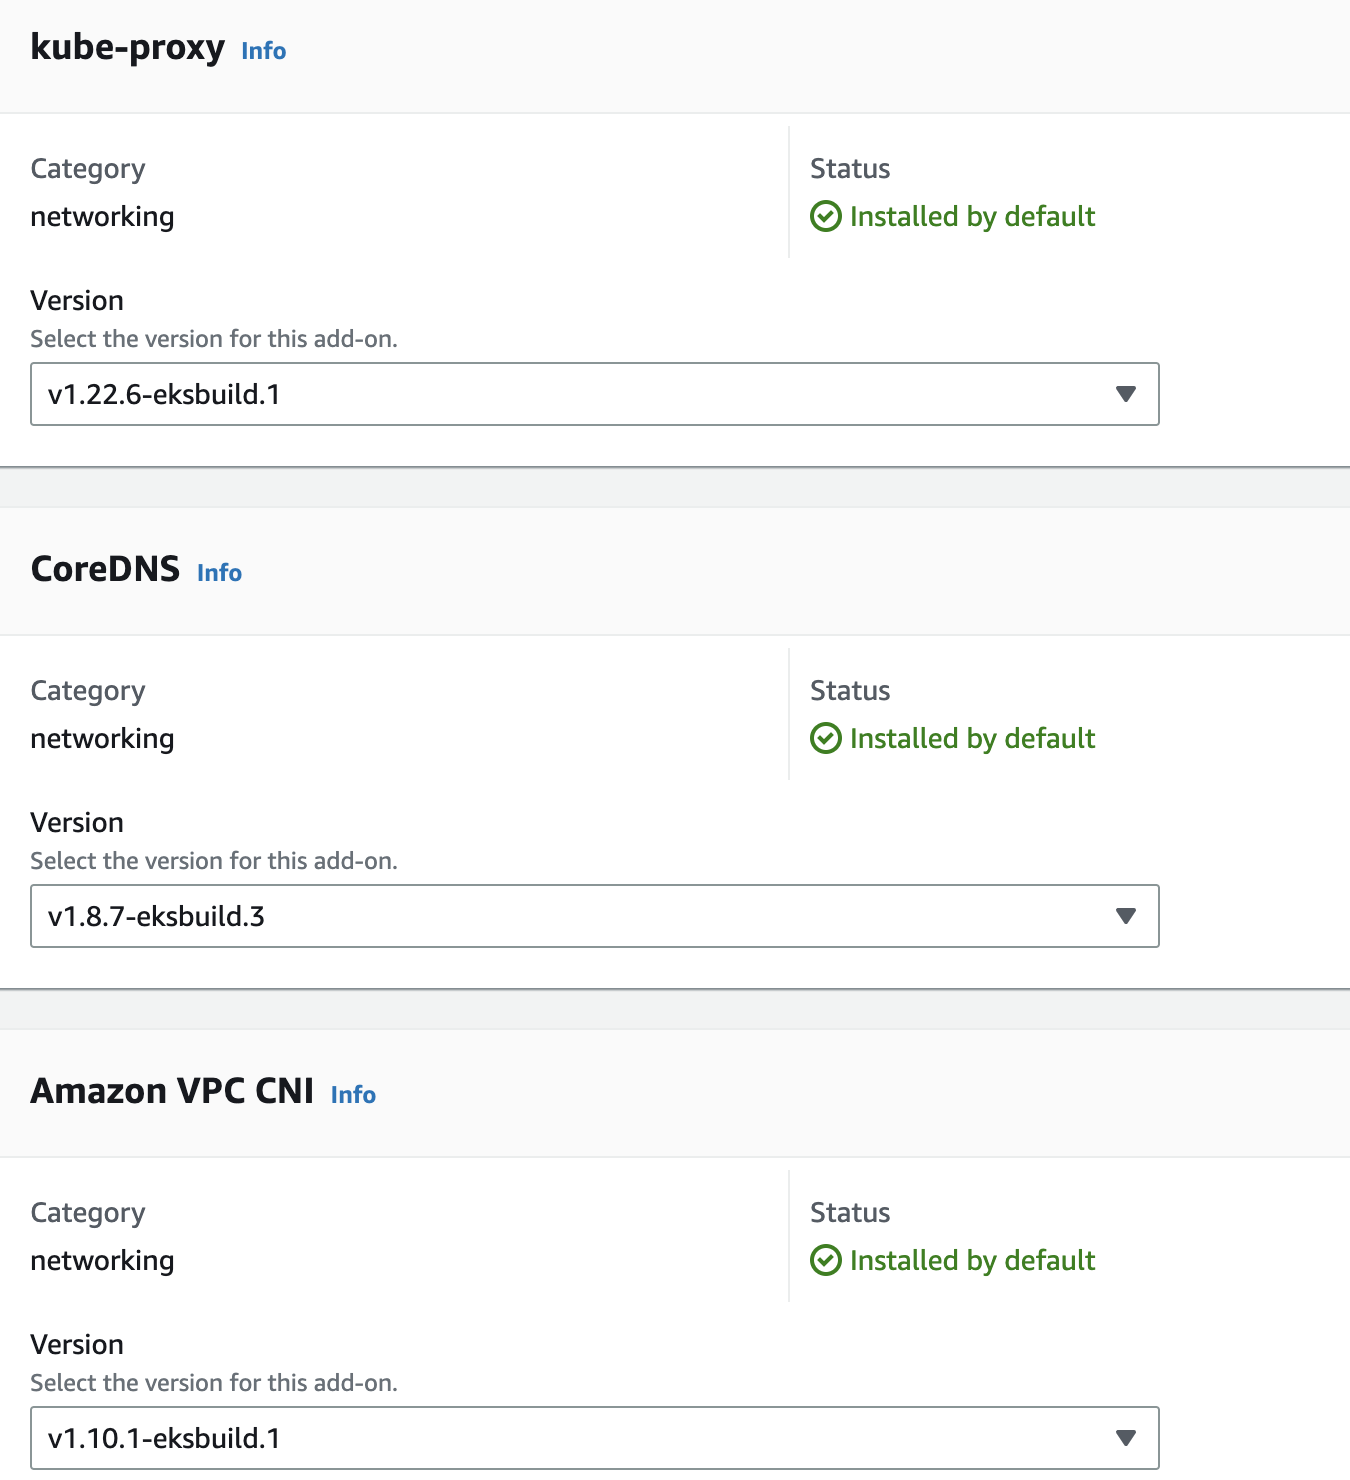 kube-proxy Info
Category
Status
networking
Installed by default
Version
Select the version for this add-on.
v1.22.6-eksbuild.1
CoreDNS Info
Category
Status
networking
Installed by default
Version
Select the version for this add-on.
v1.8.7-eksbuild.3
Amazon VPC CNI Info
Category
Status
networking
Installed by default
Version
Select the version for this add-on.
v1.10.1-eksbuild.1